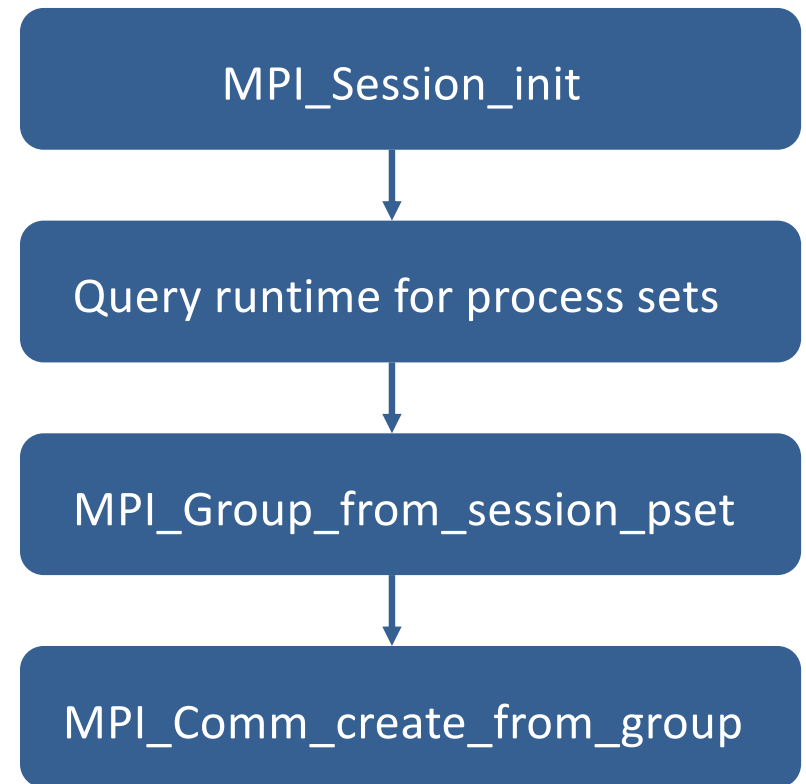 MPI_Session_init
Query runtime for process sets
MPI_Group_from_session_pset
MPI_Comm_create_from_group